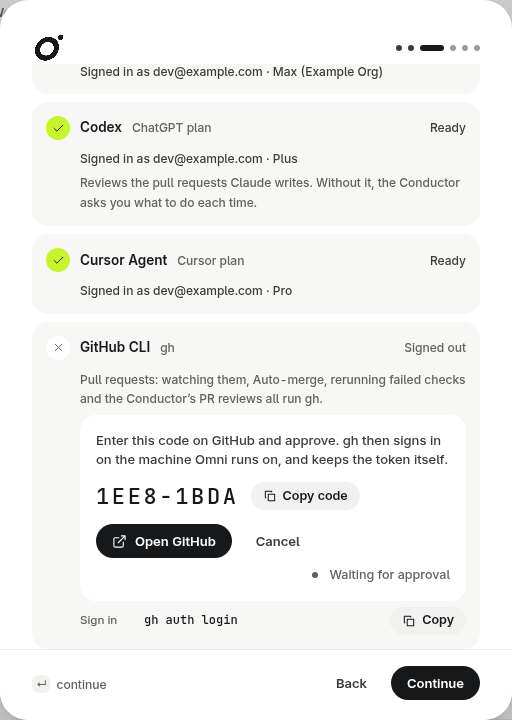 Signed in as dev@example.com · Max (Example Org)
Codex ChatGPT plan Ready
Signed in as dev@example.com · Plus
Reviews the pull requests Claude writes. Without it, the Conductor
asks you what to do each time.
Cursor Agent Cursor plan Ready
Signed in as dev@example.com · Pro
GitHub CLI gh Signed out
Pull requests: watching them, Auto-merge, rerunning failed checks
and the Conductor’s PR reviews all run gh.
Enter this code on GitHub and approve. gh then signs in
on the machine Omni runs on, and keeps the token itself.
1EE8-1BDA Copy code
Open GitHub Cancel
Waiting for approval
Sign in gh auth login Copy
continue Back Continue